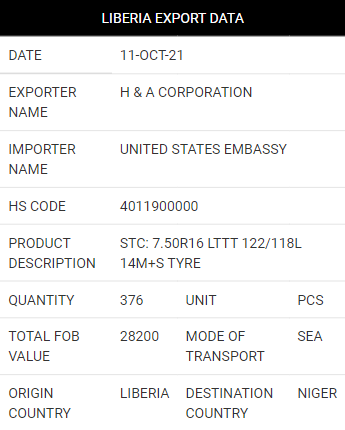 LIBERIA EXPORT DATA
DATE 11-OCT-21
EXPORTER NAME H & A CORPORATION
IMPORTER NAME UNITED STATES EMBASSY
HS CODE 4011900000
PRODUCT DESCRIPTION STC: 7.50R16 LTTT 122/118L 14M+S TYRE
QUANTITY 376 UNIT PCS
TOTAL FOB VALUE 28200 MODE OF TRANSPORT SEA
ORIGIN COUNTRY LIBERIA DESTINATION COUNTRY NIGER